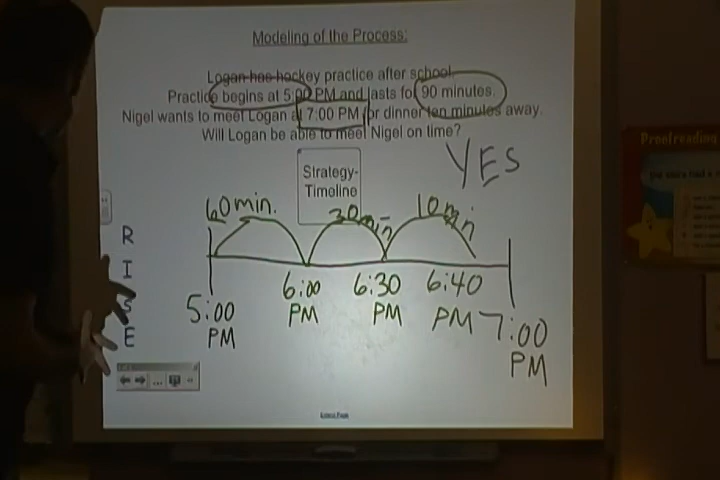 Modeling of the Process:
Logan has hockey practice after school.
Practice begins at 5:00 PM and lasts for 90 minutes.
Nigel wants to meet Logan at 7:00 PM for dinner ten minutes away.
Will Logan be able to meet Nigel on time?
YES
Strategy-
Timeline
60 min.
30 min
10 min
R
I
S
E
5:00
PM
6:00
PM
6:30
PM
6:40
PM
7:00
PM
Proofreading